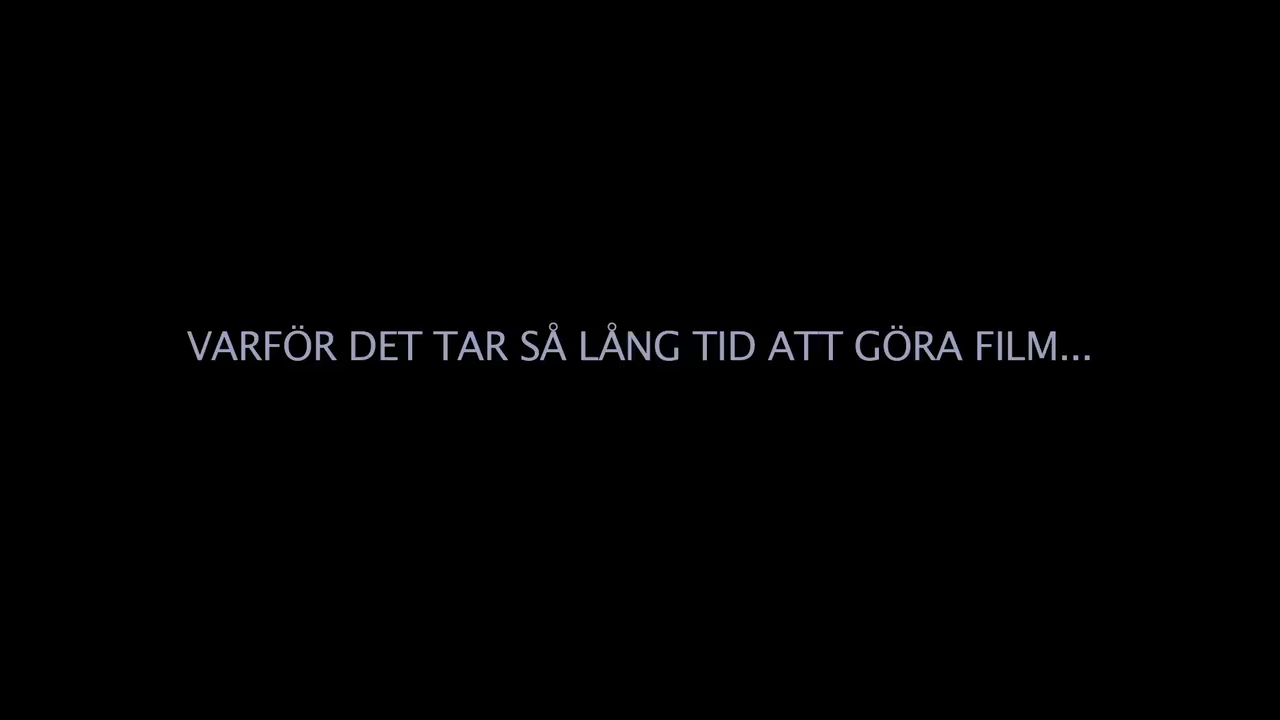 VARFÖR DET TAR SÅ LÅNG TID ATT GÖRA FILM...